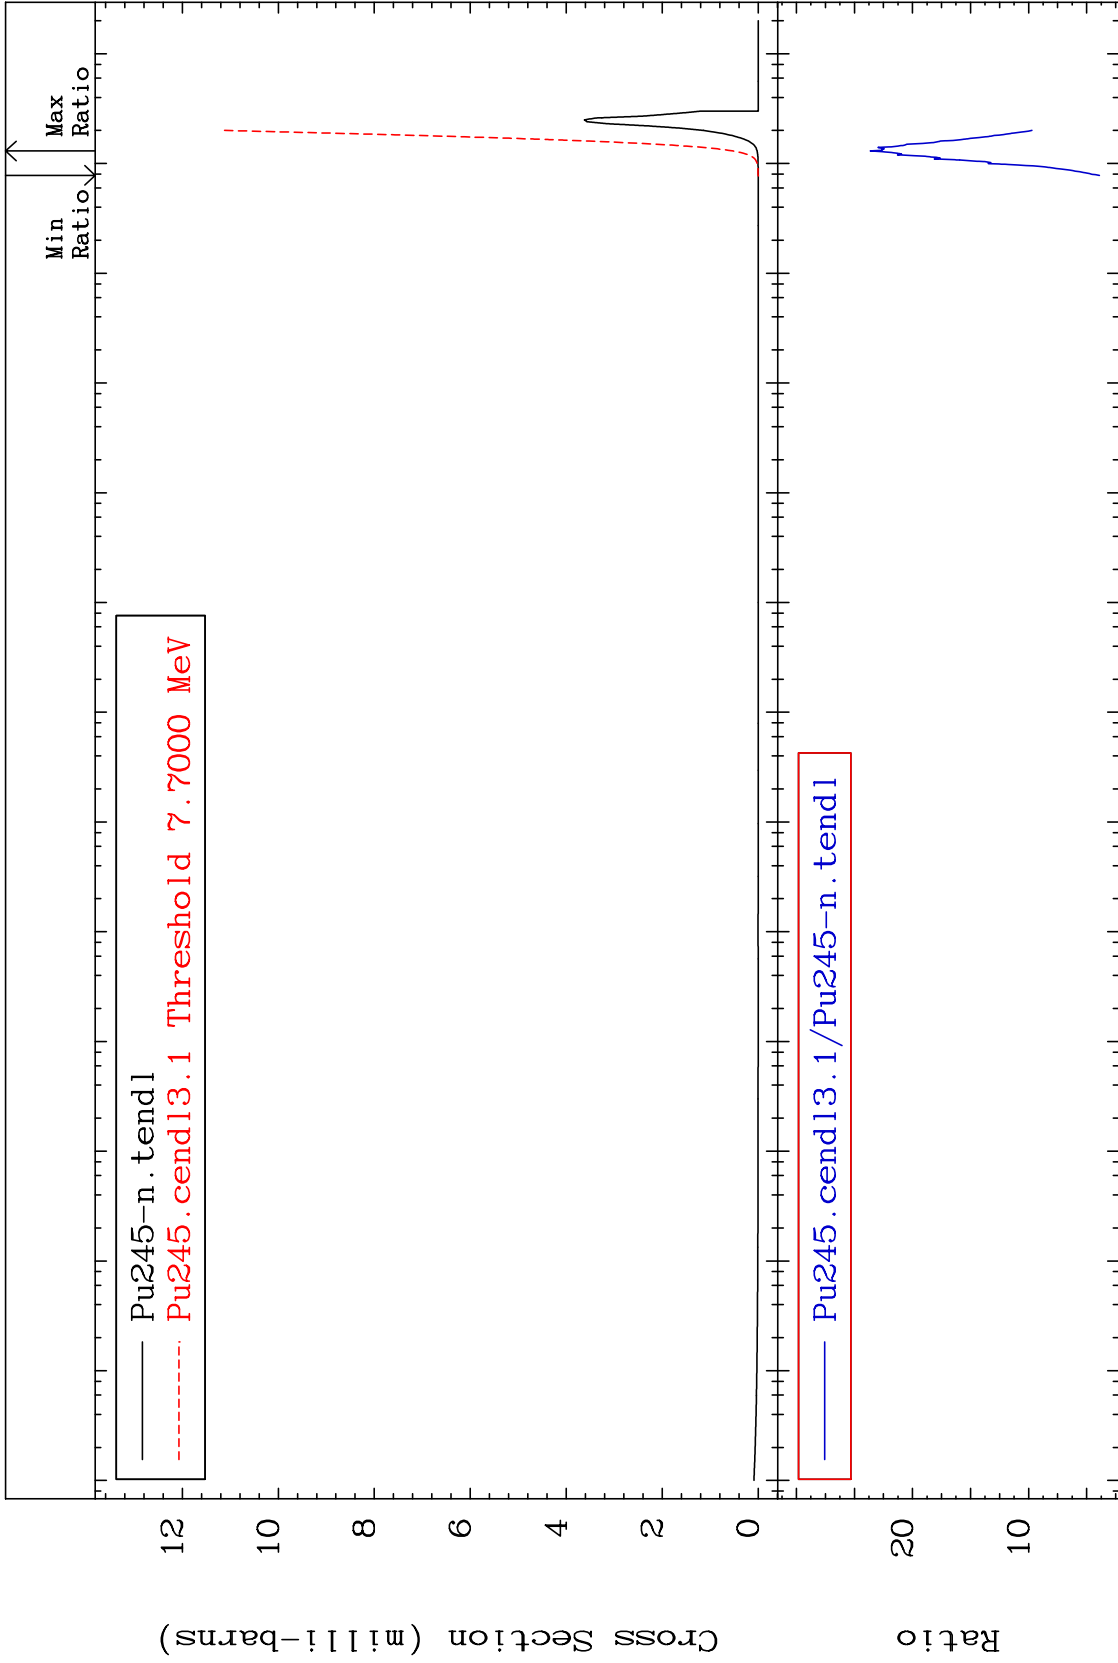 Min
Ratio
Max
Ratio
Pu245-n.tendl
Pu245.cendl3.1 Threshold 7.7000 MeV
12
10
8
6
4
2
0
Cross Section (milli-barns)
Pu245.cendl3.1/Pu245-n.tendl
20
10
Ratio